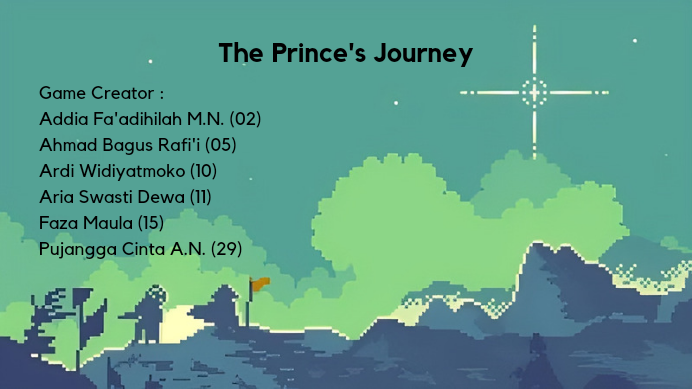 The Prince's Journey
Game Creator :
Addia Fa'adihilah M.N. (02)
Ahmad Bagus Rafi'i (05)
Ardi Widiyatmoko (10)
Aria Swasti Dewa (11)
Faza Maula (15)
Pujangga Cinta A.N. (29)